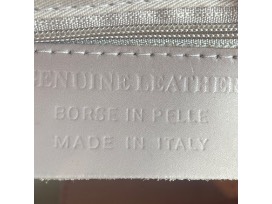 GENUINE LEATHER
BORSE IN PELLE
MADE IN ITALY